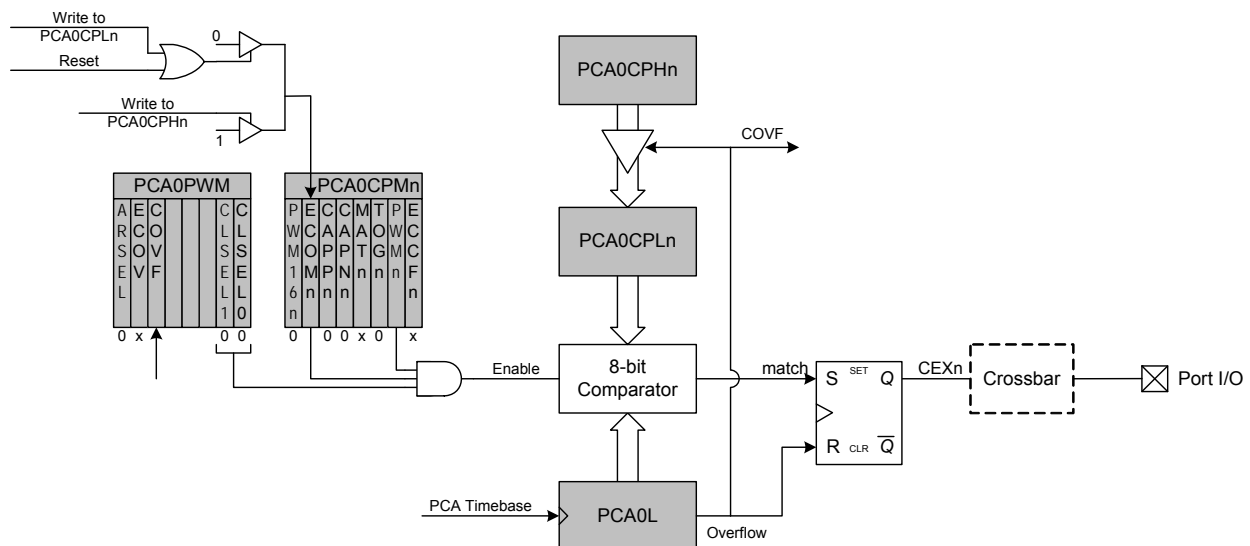 Write to
PCA0CPLn
Reset
0
Write to
PCA0CPHn
1
PCA0CPHn
COVF
PCA0PWM
ARSEL
ECOV
COVF
CLSEL1
CLSEL0
0 x 0 0
PCA0CPMn
PWM16n
ECOMn
CAPPn
CAPNn
MATn
TOGn
PWMn
ECCFn
0 0 0 x 0 x
PCA0CPLn
Enable
8-bit
Comparator
match
S SET Q
R CLR Q
CEXn
Crossbar
Port I/O
PCA Timebase
PCA0L
Overflow